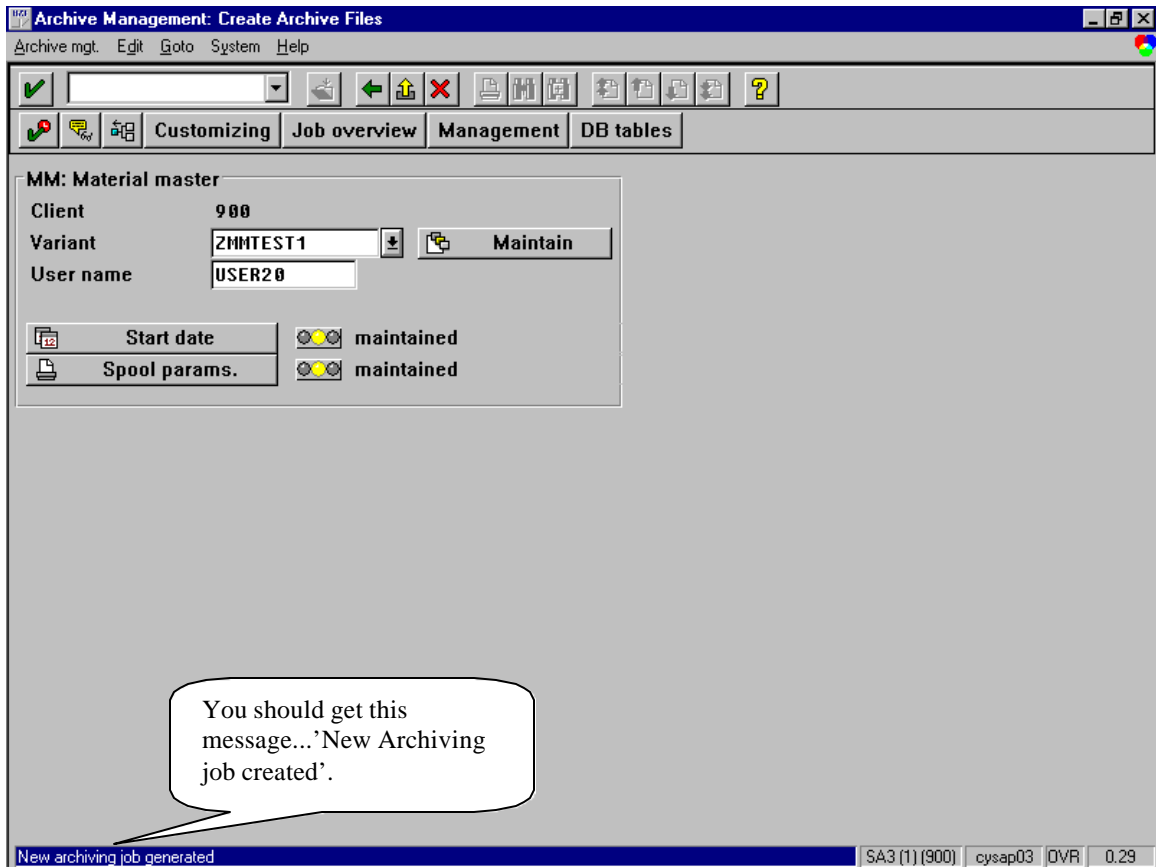 Archive Management: Create Archive Files
Archive mgt. Edit Goto System Help
Customizing Job overview Management DB tables
MM: Material master
Client 900
Variant ZMMTEST1 Maintain
User name USER20
Start date maintained
Spool params. maintained
You should get this
message...’New Archiving
job created’.
New archiving job generated SA3 (1) (900) cysap03 OVR 0.29